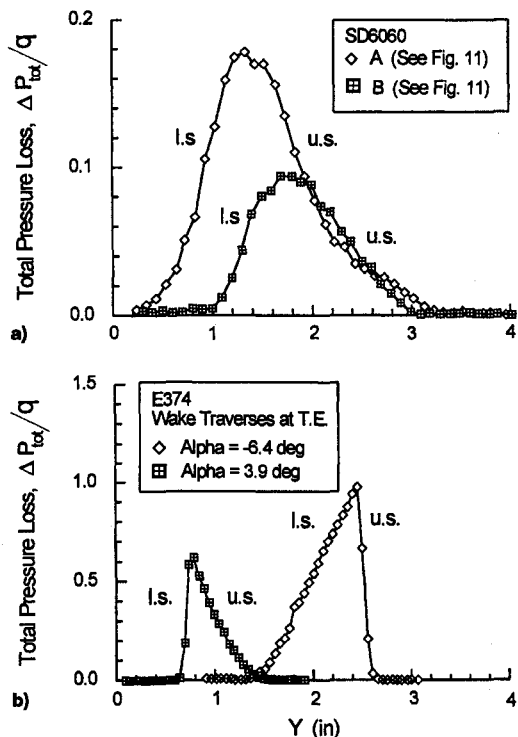 SD6060
A (See Fig. 11)
B (See Fig. 11)
Total Pressure Loss, Δ P_tot/q
0.2
0.1
0.0
l.s
u.s.
l.s
u.s.
0 1 2 3 4
a)
E374
Wake Traverses at T.E.
Alpha = -6.4 deg
Alpha = 3.9 deg
Total Pressure Loss, Δ P_tot/q
1.5
1.0
0.5
0.0
l.s.
u.s.
l.s.
u.s.
0 1 2 3 4
b)
Y (in)